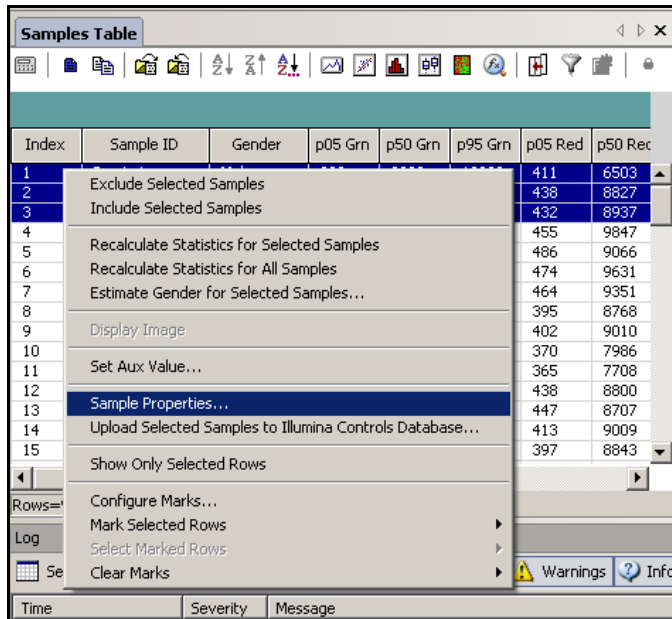 Samples Table
Index Sample ID Gender p05 Grn p50 Grn p95 Grn p05 Red p50 Red
1 411 6503
2 438 8827
3 432 8937
4 455 9847
5 486 9066
6 474 9631
7 464 9351
8 395 8768
9 402 9010
10 370 7986
11 365 7708
12 438 8800
13 447 8707
14 413 9009
15 397 8843
Exclude Selected Samples
Include Selected Samples
Recalculate Statistics for Selected Samples
Recalculate Statistics for All Samples
Estimate Gender for Selected Samples...
Display Image
Set Aux Value...
Sample Properties...
Upload Selected Samples to Illumina Controls Database...
Show Only Selected Rows
Configure Marks...
Mark Selected Rows
Select Marked Rows
Clear Marks
Rows=
Log
Se
Warnings Info
Time Severity Message